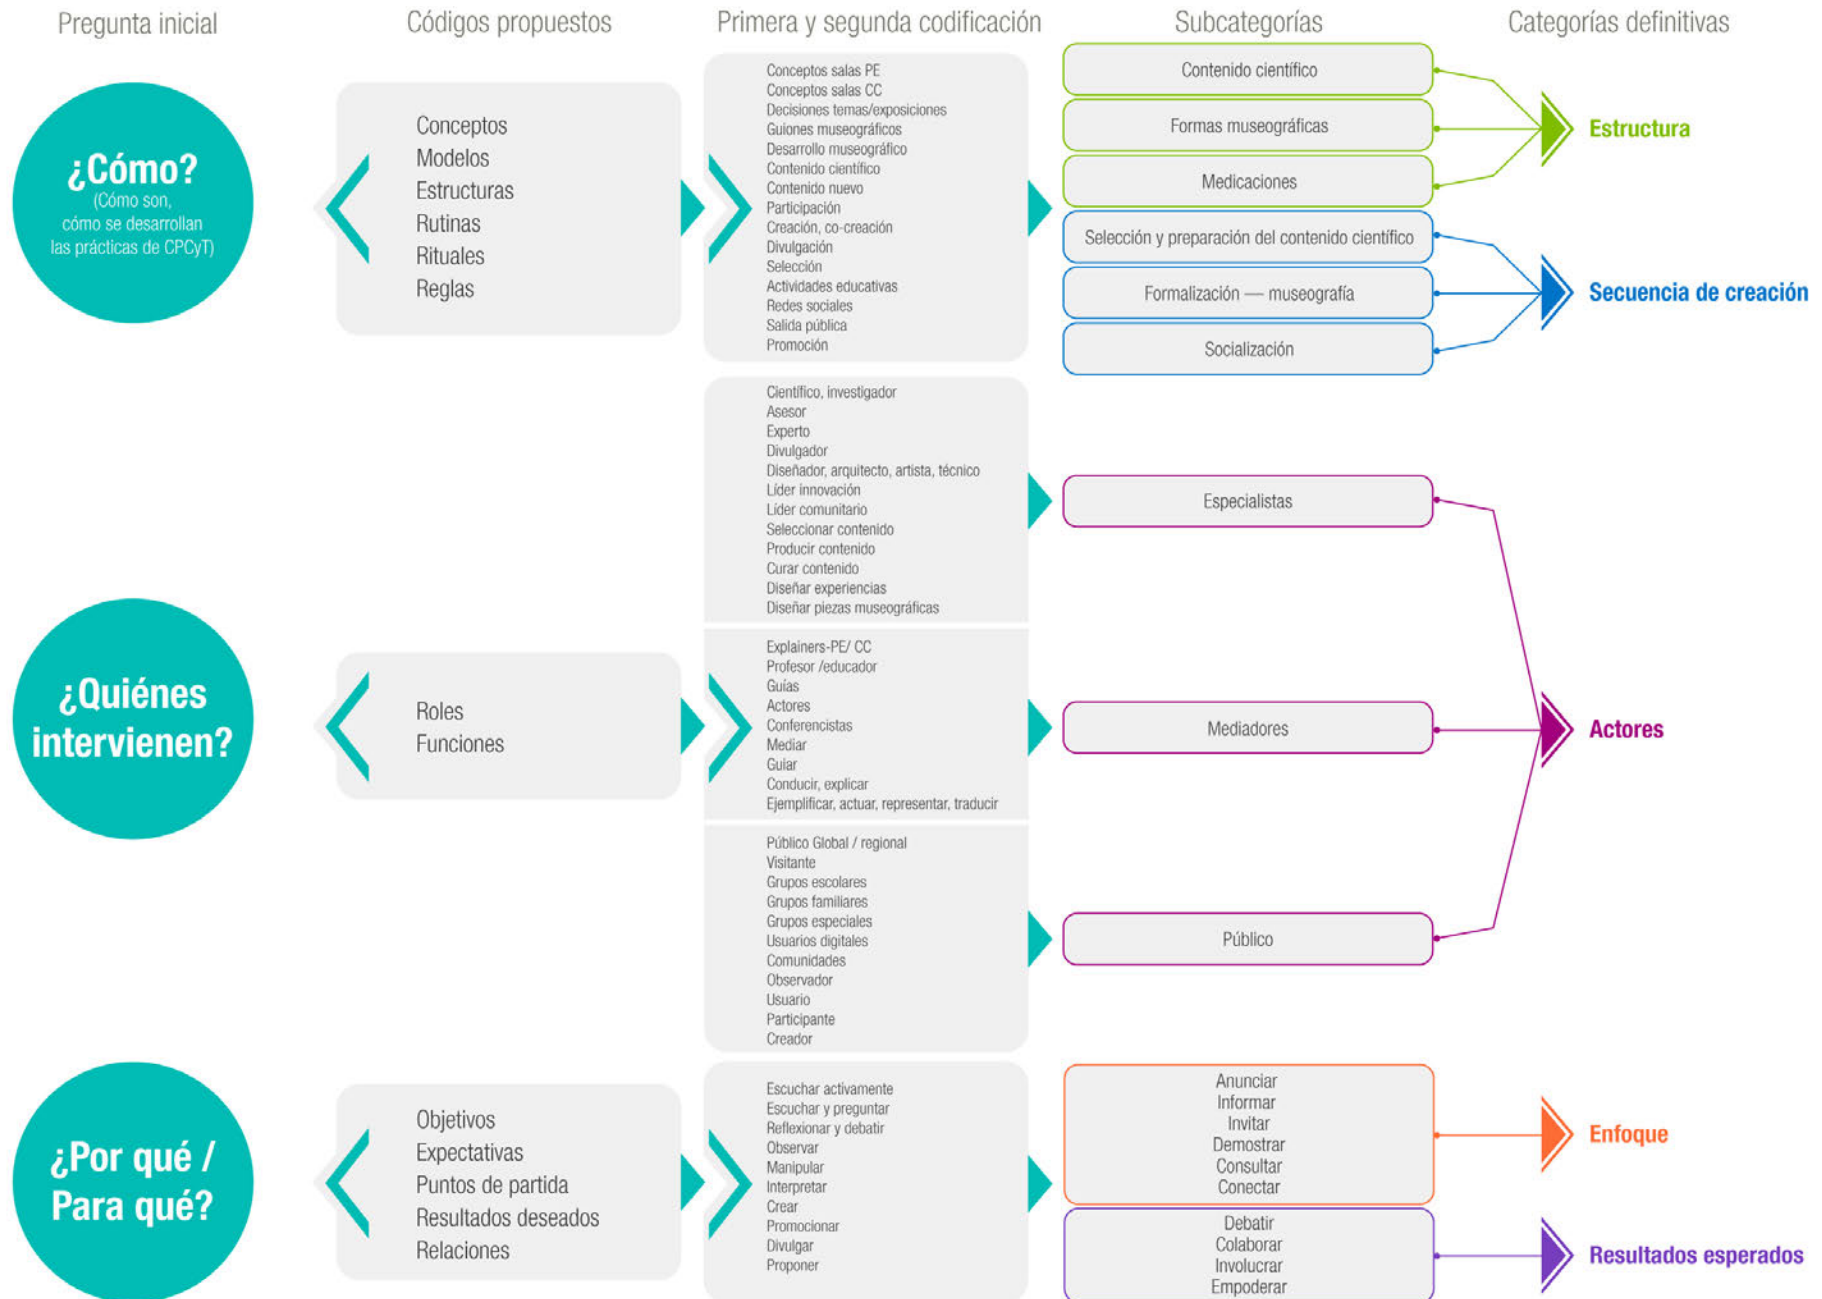 Pregunta inicial
Códigos propuestos
Primera y segunda codificación
Subcategorías
Categorías definitivas
¿Cómo?
(Cómo son,
cómo se desarrollan
las prácticas de CPCyT)
Conceptos
Modelos
Estructuras
Rutinas
Rituales
Reglas
Conceptos salas PE
Conceptos salas CC
Decisiones temas/exposiciones
Guiones museográficos
Desarrollo museográfico
Contenido científico
Contenido nuevo
Participación
Creación, co-creación
Divulgación
Selección
Actividades educativas
Redes sociales
Salida pública
Promoción
Contenido científico
Formas museográficas
Medicaciones
Estructura
Selección y preparación del contenido científico
Formalización — museografía
Socialización
Secuencia de creación
¿Quiénes
intervienen?
Roles
Funciones
Científico, investigador
Asesor
Experto
Divulgador
Diseñador, arquitecto, artista, técnico
Líder innovación
Líder comunitario
Seleccionar contenido
Producir contenido
Curar contenido
Diseñar experiencias
Diseñar piezas museográficas
Especialistas
Explainers-PE/ CC
Profesor /educador
Guías
Actores
Conferencistas
Mediar
Guiar
Conducir, explicar
Ejemplificar, actuar, representar, traducir
Mediadores
Actores
Público Global / regional
Visitante
Grupos escolares
Grupos familiares
Grupos especiales
Usuarios digitales
Comunidades
Observador
Usuario
Participante
Creador
Público
¿Por qué /
Para qué?
Objetivos
Expectativas
Puntos de partida
Resultados deseados
Relaciones
Escuchar activamente
Escuchar y preguntar
Reflexionar y debatir
Observar
Manipular
Interpretar
Crear
Promocionar
Divulgar
Proponer
Anunciar
Informar
Invitar
Demostrar
Consultar
Conectar
Enfoque
Debatir
Colaborar
Involucrar
Empoderar
Resultados esperados